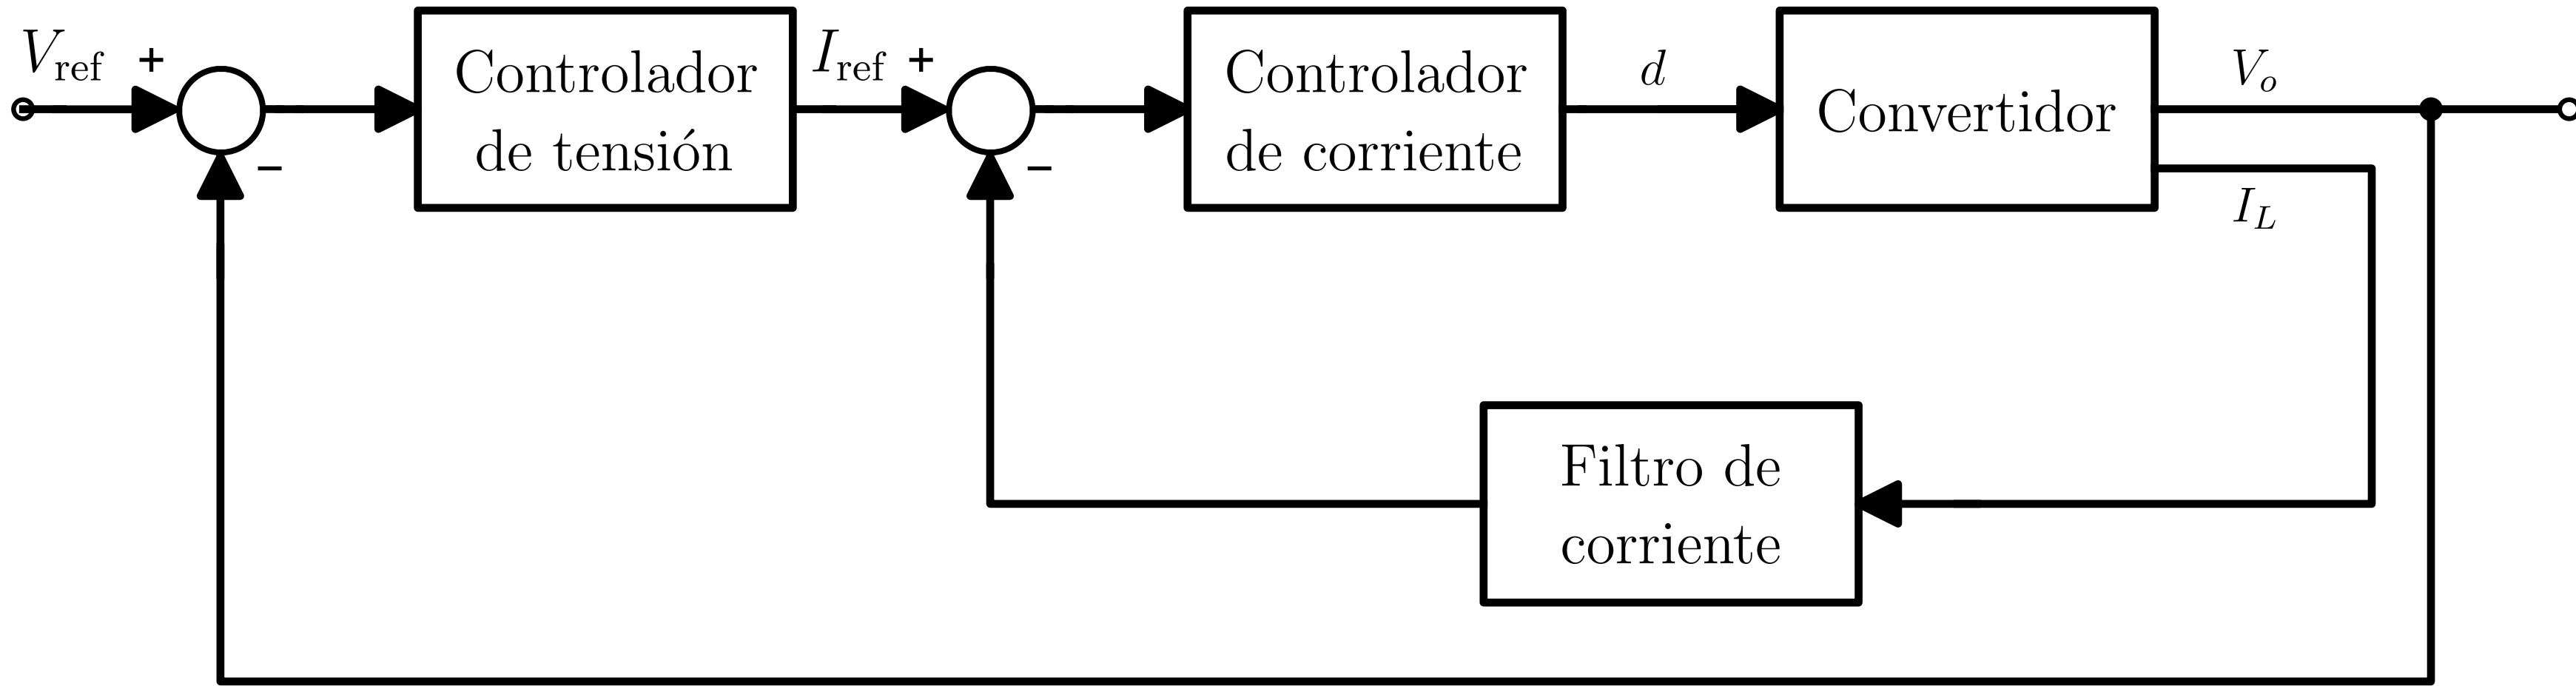 V_ref +
−
Controlador
de tensión
I_ref +
−
Controlador
de corriente
d
Convertidor
V_o
I_L
Filtro de
corriente